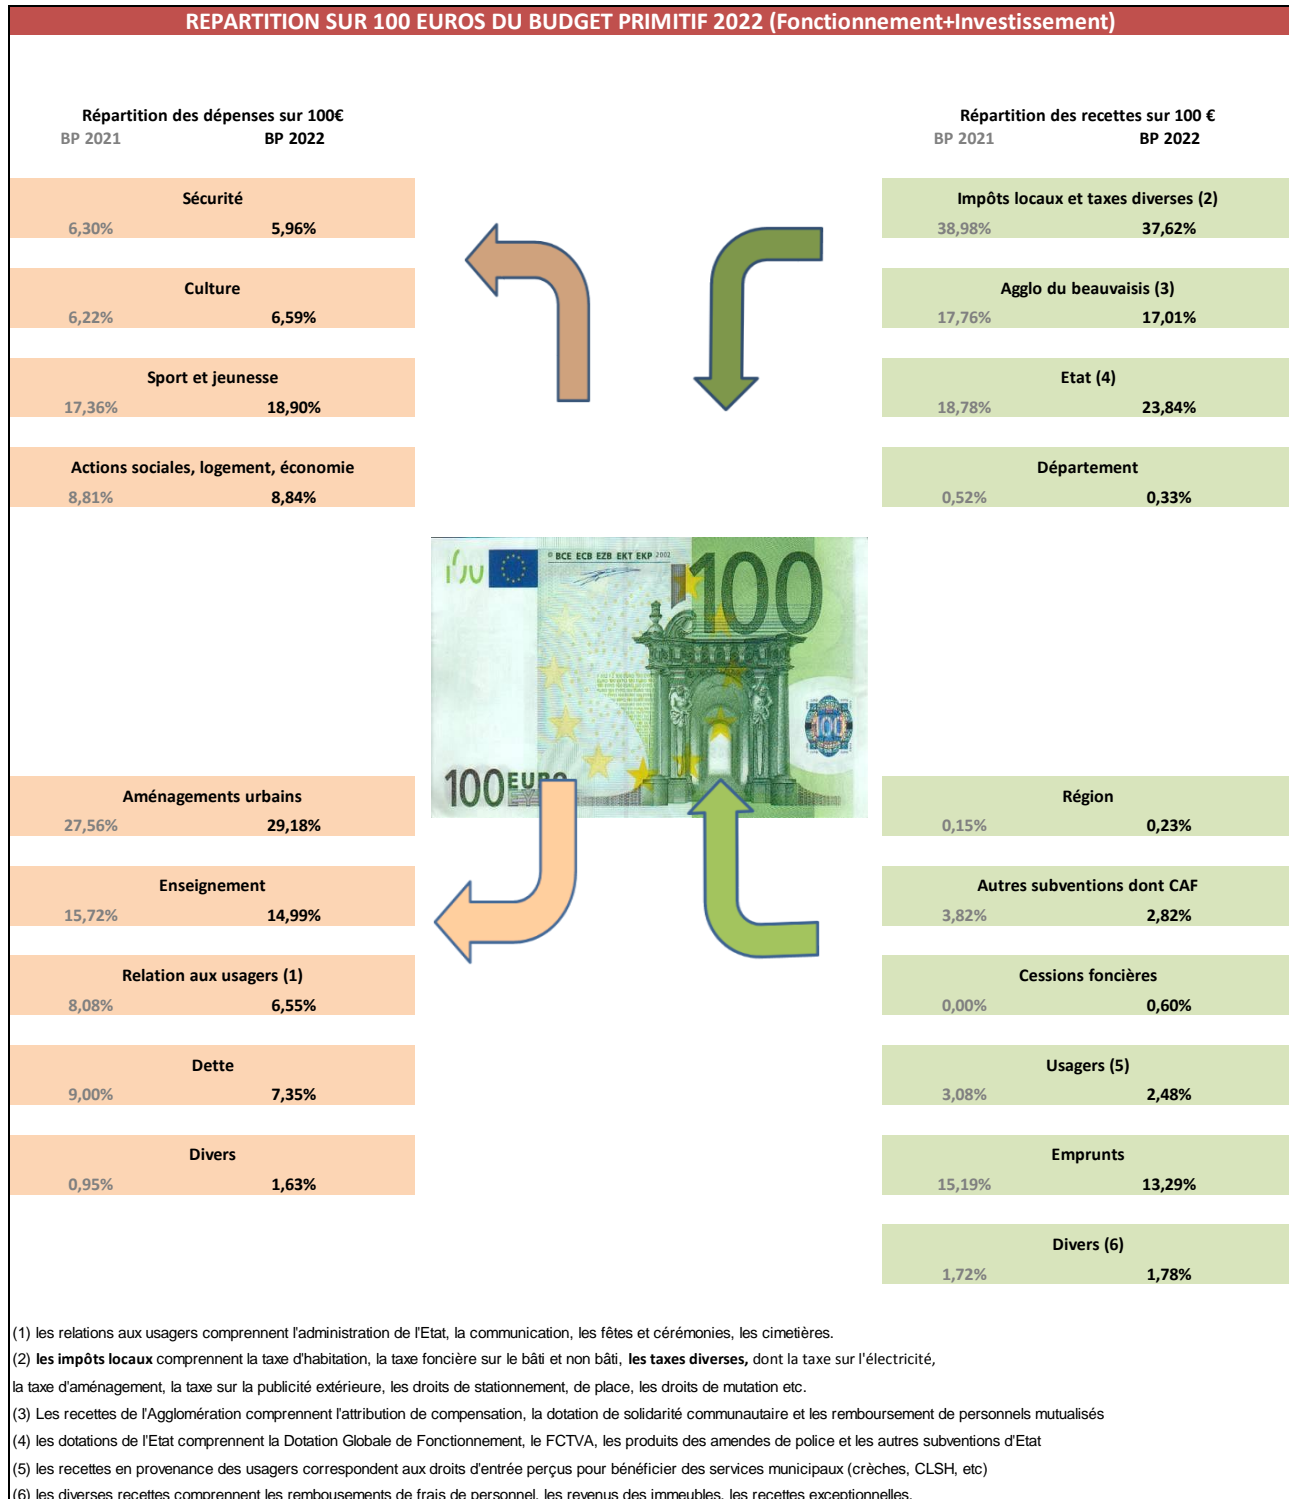 REPARTITION SUR 100 EUROS DU BUDGET PRIMITIF 2022 (Fonctionnement+Investissement)
Répartition des dépenses sur 100€
BP 2021 BP 2022
Sécurité
6,30% 5,96%
Culture
6,22% 6,59%
Sport et jeunesse
17,36% 18,90%
Actions sociales, logement, économie
8,81% 8,84%
Répartition des recettes sur 100 €
BP 2021 BP 2022
Impôts locaux et taxes diverses (2)
38,98% 37,62%
Agglo du beauvaisis (3)
17,76% 17,01%
Etat (4)
18,78% 23,84%
Département
0,52% 0,33%
© BCE ECB EZB EKT EKP 2002
100
100
100 EURO
Aménagements urbains
27,56% 29,18%
Enseignement
15,72% 14,99%
Relation aux usagers (1)
8,08% 6,55%
Dette
9,00% 7,35%
Divers
0,95% 1,63%
Région
0,15% 0,23%
Autres subventions dont CAF
3,82% 2,82%
Cessions foncières
0,00% 0,60%
Usagers (5)
3,08% 2,48%
Emprunts
15,19% 13,29%
Divers (6)
1,72% 1,78%
(1) les relations aux usagers comprennent l'administration de l'Etat, la communication, les fêtes et cérémonies, les cimetières.
(2) les impôts locaux comprennent la taxe d'habitation, la taxe foncière sur le bâti et non bâti, les taxes diverses, dont la taxe sur l'électricité,
la taxe d'aménagement, la taxe sur la publicité extérieure, les droits de stationnement, de place, les droits de mutation etc.
(3) Les recettes de l'Agglomération comprennent l'attribution de compensation, la dotation de solidarité communautaire et les remboursement de personnels mutualisés
(4) les dotations de l'Etat comprennent la Dotation Globale de Fonctionnement, le FCTVA, les produits des amendes de police et les autres subventions d'Etat
(5) les recettes en provenance des usagers correspondent aux droits d'entrée perçus pour bénéficier des services municipaux (crèches, CLSH, etc)
(6) les diverses recettes comprennent les rembousements de frais de personnel, les revenus des immeubles, les recettes exceptionnelles.